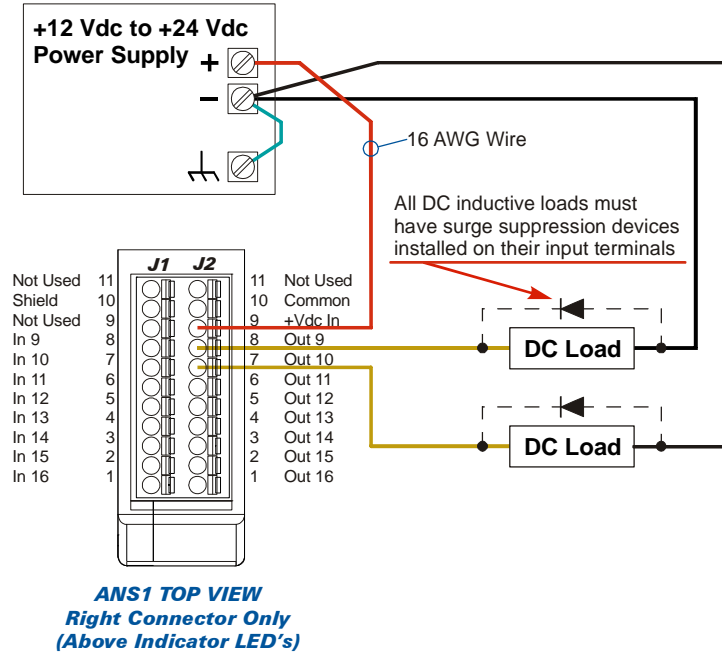 +12 Vdc to +24 Vdc
Power Supply
+
−
16 AWG Wire
All DC inductive loads must
have surge suppression devices
installed on their input terminals
J1 J2
Not Used 11 11 Not Used
Shield 10 10 Common
Not Used 9 9 +Vdc In
In 9 8 8 Out 9
In 10 7 7 Out 10
In 11 6 6 Out 11
In 12 5 5 Out 12
In 13 4 4 Out 13
In 14 3 3 Out 14
In 15 2 2 Out 15
In 16 1 1 Out 16
DC Load
DC Load
ANS1 TOP VIEW
Right Connector Only
(Above Indicator LED's)